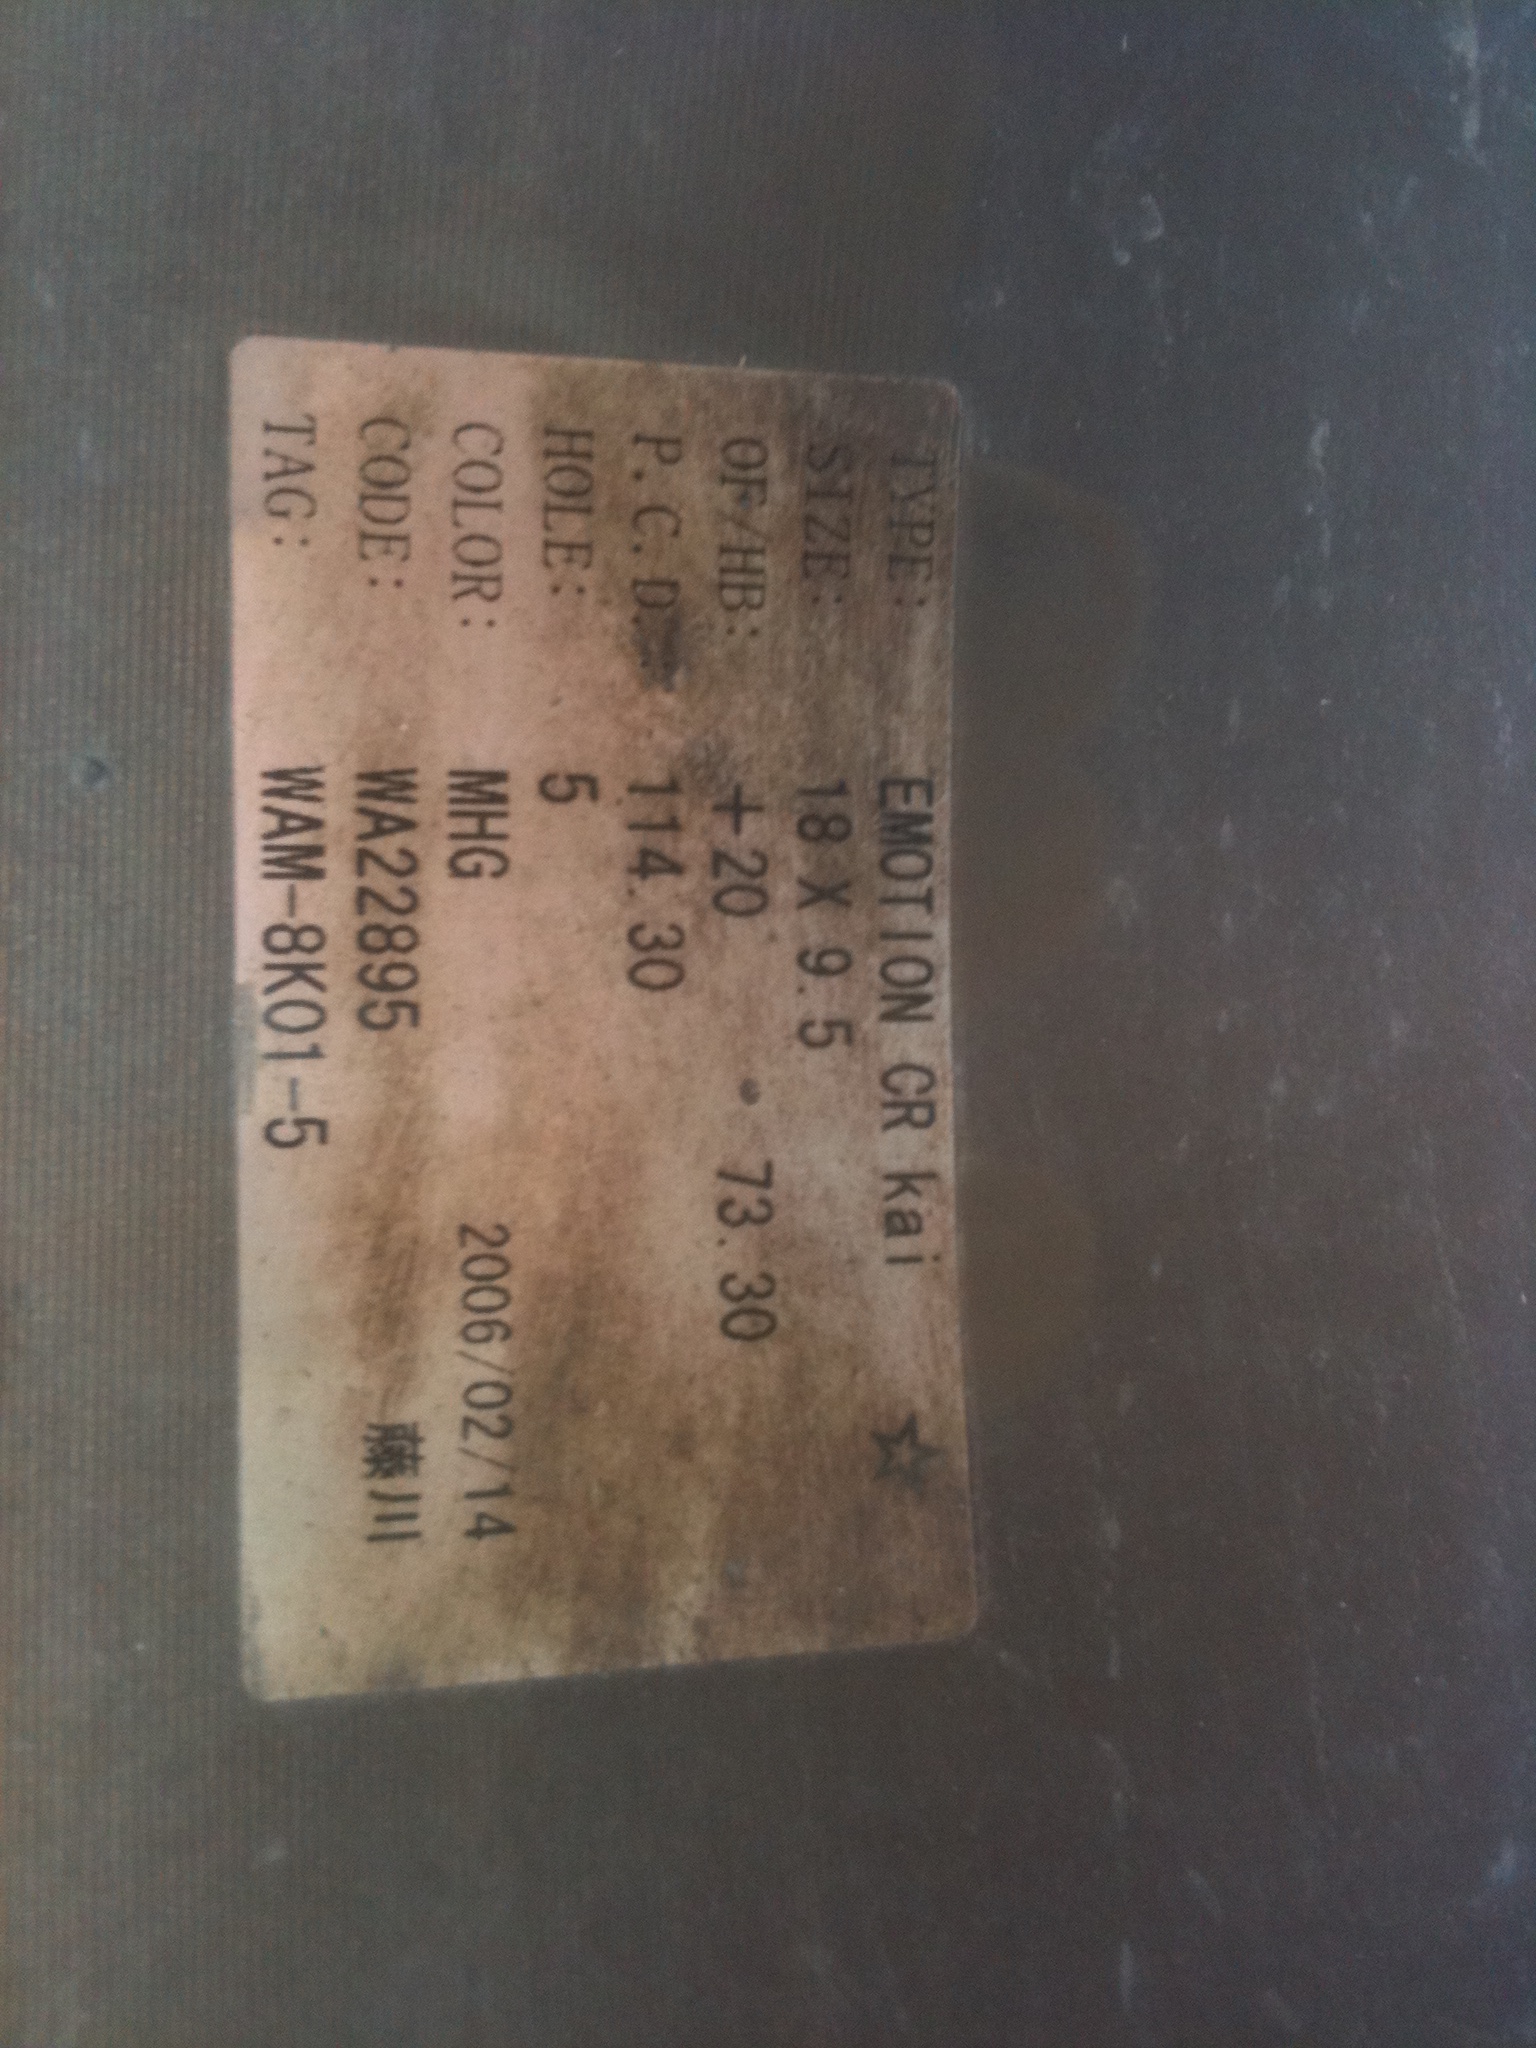 TYPE: EMOTION CR kai ☆
SIZE: 18 X 9.5
OF/HB: +20 73.30
P.C.D. 114.30
HOLE: 5
COLOR: MHG 2006/02/14
CODE: WA22895 藤川
TAG: WAM-8K01-5